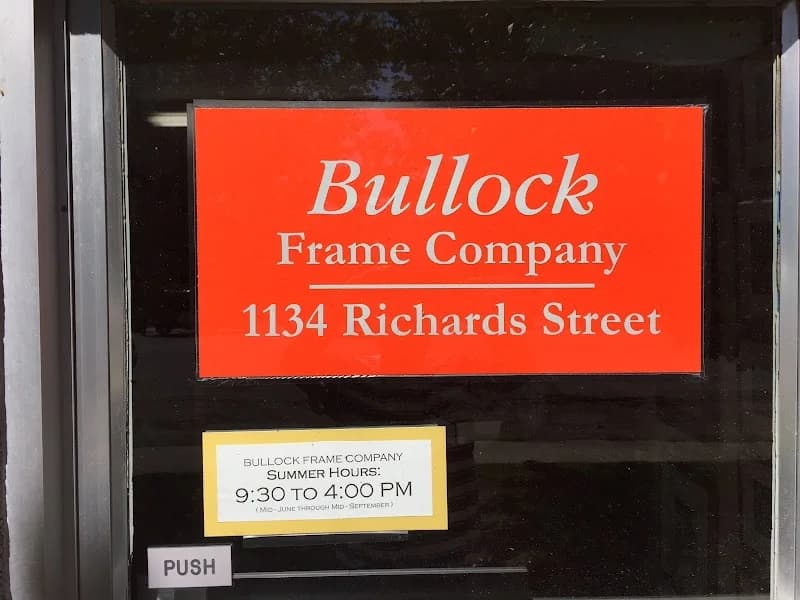 Bullock
Frame Company
1134 Richards Street
BULLOCK FRAME COMPANY
SUMMER HOURS:
9:30 TO 4:00 PM
( MID - JUNE THROUGH MID - SEPTEMBER )
PUSH